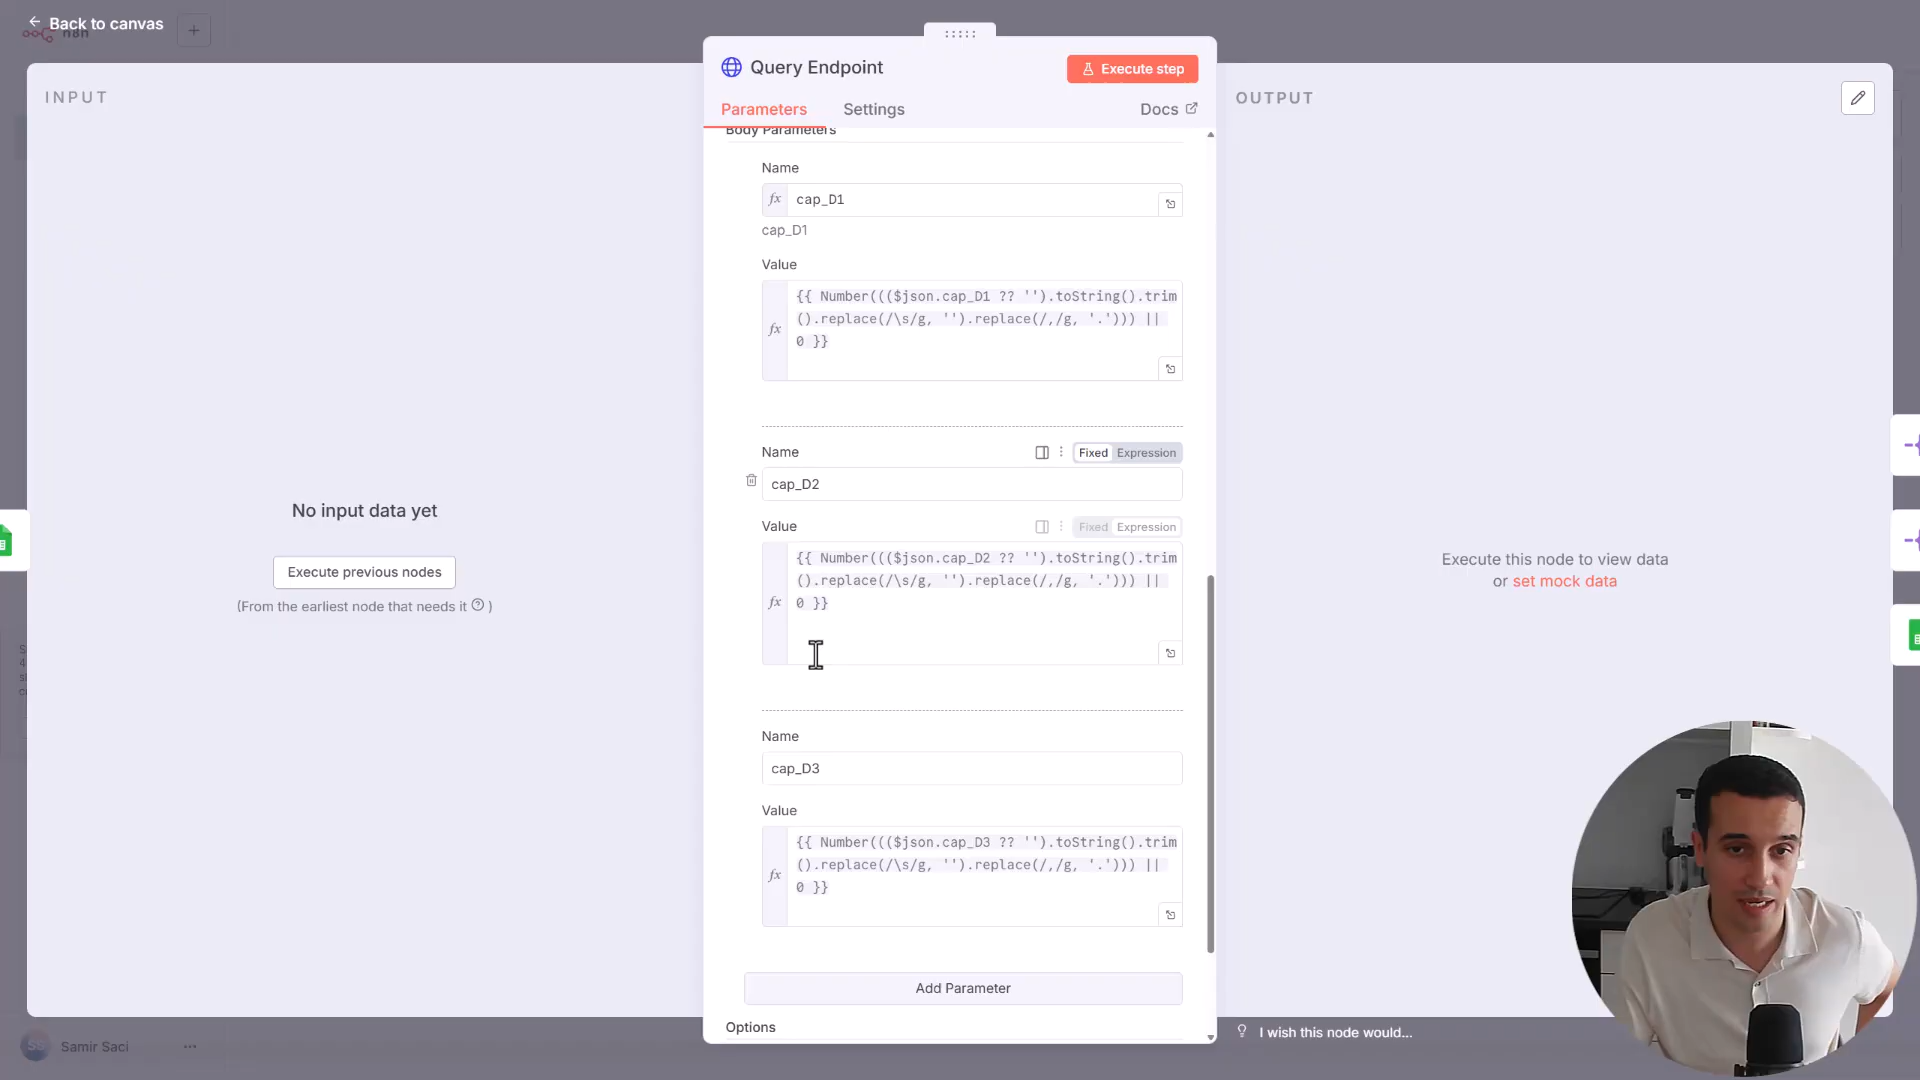 Back to canvas
n8n
INPUT
Query Endpoint
Execute step
OUTPUT
Parameters
Settings
Docs
Body Parameters
Name
fx
cap_D1
cap_D1
Value
fx
{{ Number((($json.cap_D1 ?? '').toString().trim
().replace(/\s/g, '').replace(/,/g, '.'))) ||
0 }}
Name
Fixed
Expression
cap_D2
Value
Fixed
Expression
fx
{{ Number((($json.cap_D2 ?? '').toString().trim
().replace(/\s/g, '').replace(/,/g, '.'))) ||
0 }}
Name
cap_D3
Value
fx
{{ Number((($json.cap_D3 ?? '').toString().trim
().replace(/\s/g, '').replace(/,/g, '.'))) ||
0 }}
Add Parameter
Options
No input data yet
Execute previous nodes
(From the earliest node that needs it ? )
Execute this node to view data
or set mock data
I wish this node would...
Samir Saci